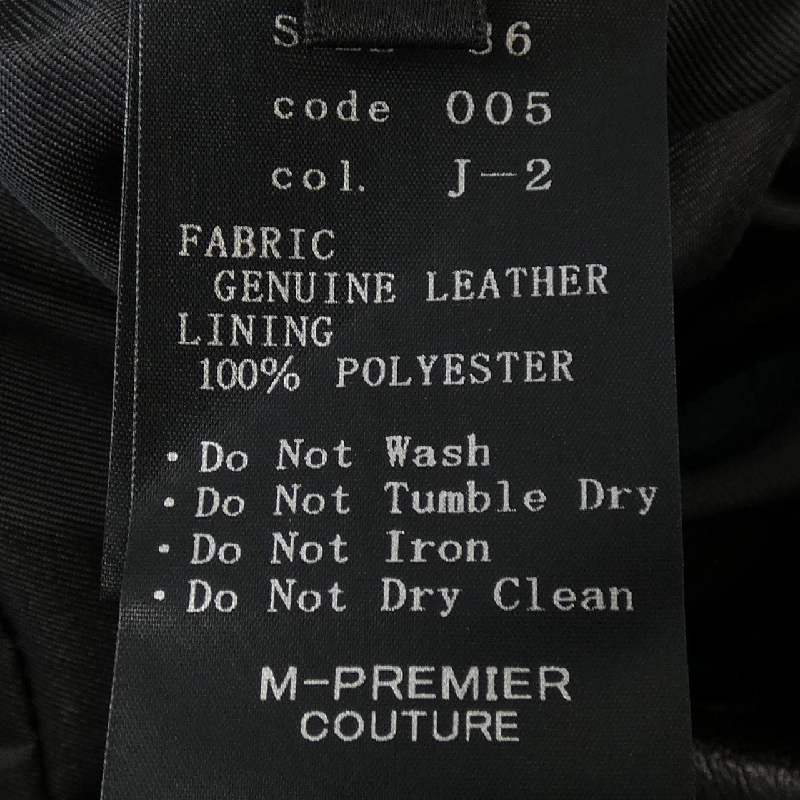 36
code 005
col. J-2
FABRIC
GENUINE LEATHER
LINING
100% POLYESTER
・Do Not Wash
・Do Not Tumble Dry
・Do Not Iron
・Do Not Dry Clean
M-PREMIER
COUTURE